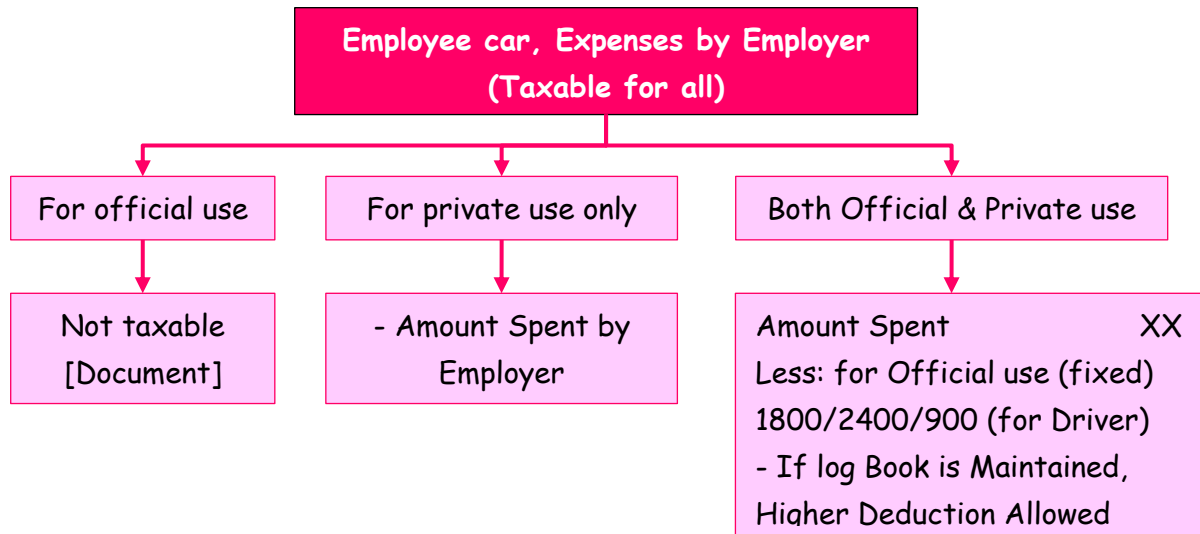 Employee car, Expenses by Employer
(Taxable for all)
For official use
For private use only
Both Official & Private use
Not taxable
[Document]
- Amount Spent by
Employer
Amount Spent XX
Less: for Official use (fixed)
1800/2400/900 (for Driver)
- If log Book is Maintained,
Higher Deduction Allowed